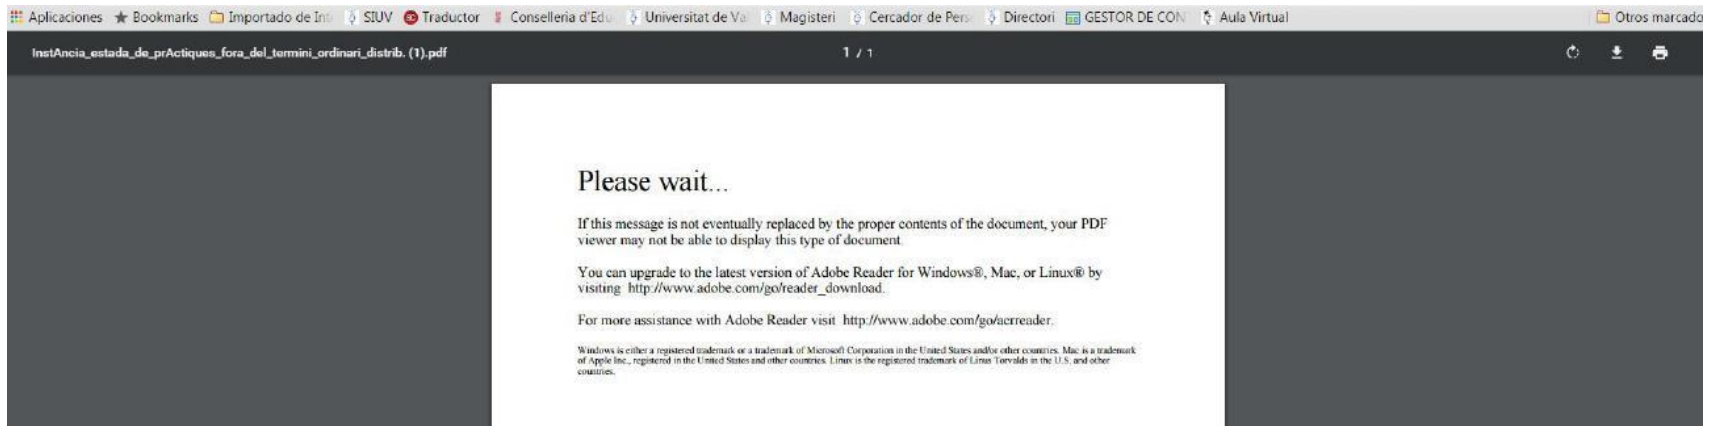 Aplicaciones Bookmarks Importado de Int SIUV Traductor Conselleria d'Edu Universitat de Va Magisteri Cercador de Pers Directori GESTOR DE CON Aula Virtual Otros marcado
InstAncia_estada_de_prActiques_fora_del_termini_ordinari_distrib. (1).pdf 1 / 1
Please wait...
If this message is not eventually replaced by the proper contents of the document, your PDF
viewer may not be able to display this type of document.
You can upgrade to the latest version of Adobe Reader for Windows®, Mac, or Linux® by
visiting http://www.adobe.com/go/reader_download.
For more assistance with Adobe Reader visit http://www.adobe.com/go/acrreader.
Windows is either a registered trademark or a trademark of Microsoft Corporation in the United States and/or other countries. Mac is a trademark
of Apple Inc., registered in the United States and other countries. Linux is the registered trademark of Linus Torvalds in the U.S. and other
countries.